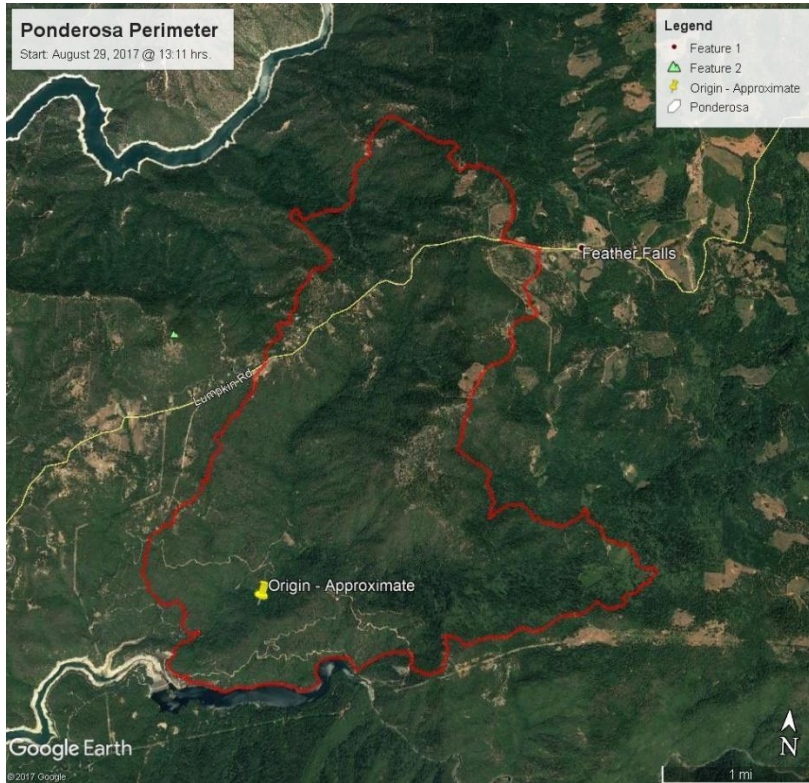 Ponderosa Perimeter
Start: August 29, 2017 @ 13:11 hrs.
Legend
Feature 1
Feature 2
Origin - Approximate
Ponderosa
Feather Falls
Lumpkin Rd
Origin - Approximate
Google Earth
©2017 Google
N
1 mi